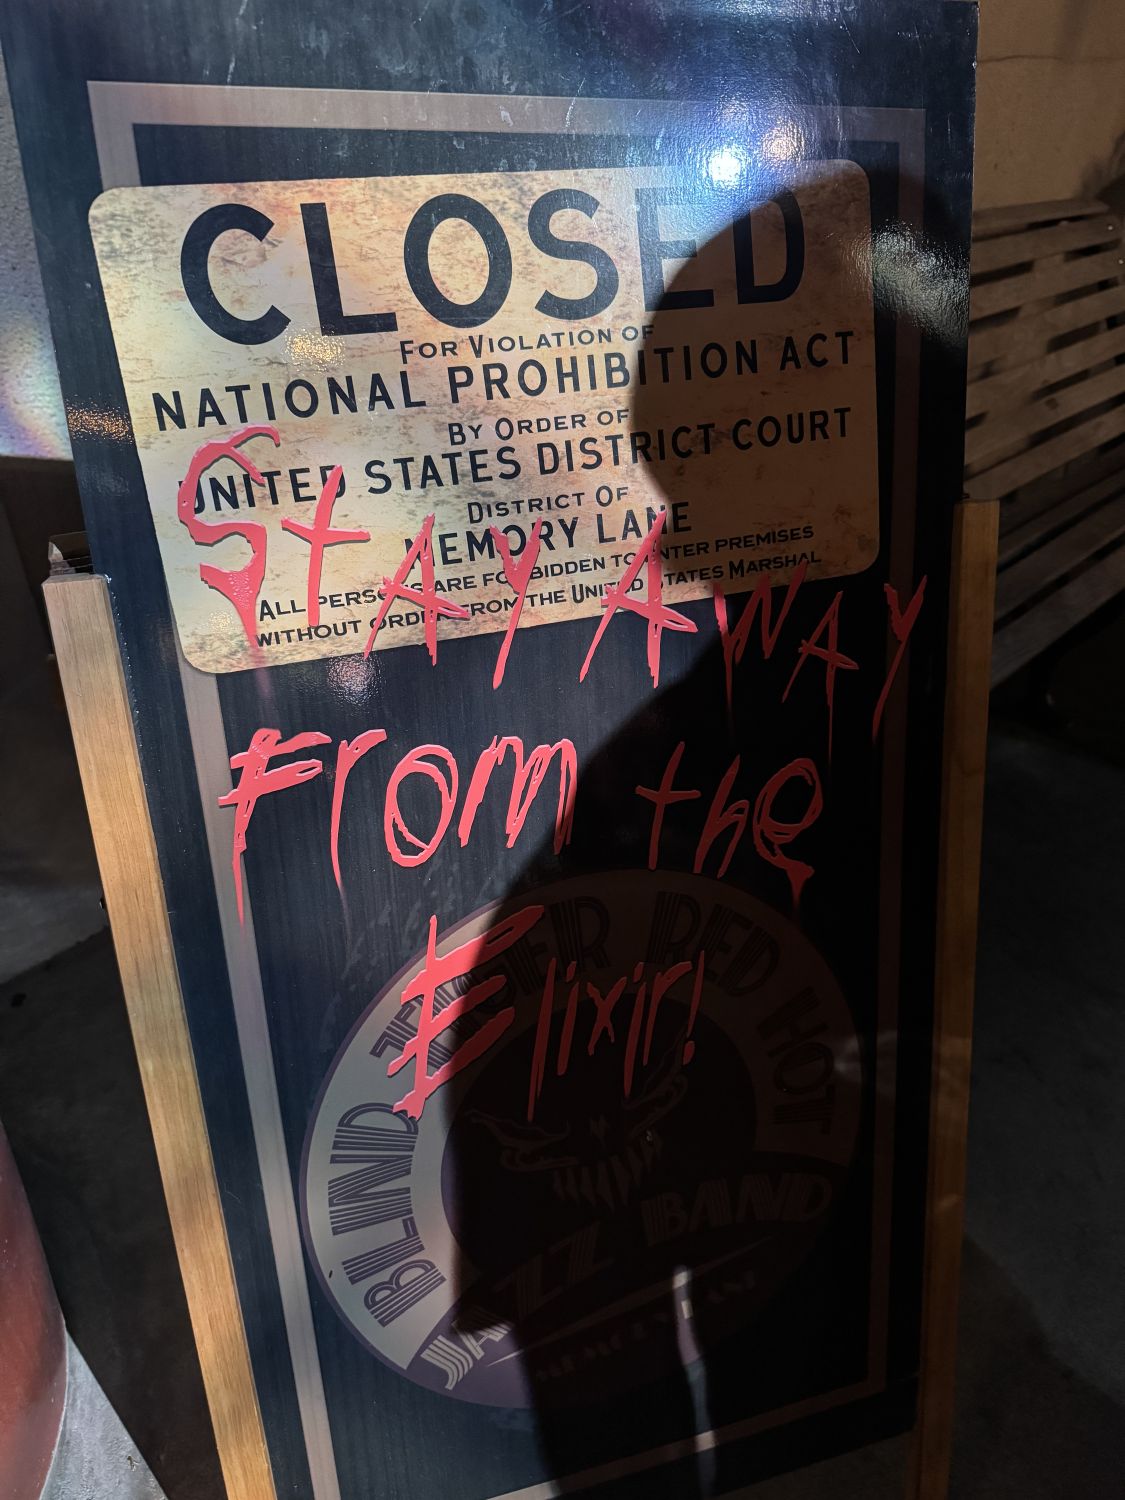 CLOSED
FOR VIOLATION OF
NATIONAL PROHIBITION ACT
BY ORDER OF
UNITED STATES DISTRICT COURT
DISTRICT OF
MEMORY LANE
ALL PERSONS ARE FORBIDDEN TO ENTER PREMISES
WITHOUT ORDER FROM THE UNITED STATES MARSHAL
STAY AWAY
From the
Elixir!
BLIND TIGER RED HOT
JAZZ BAND